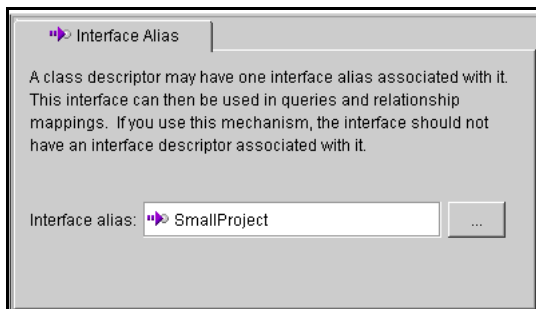 Interface Alias
A class descriptor may have one interface alias associated with it.
This interface can then be used in queries and relationship
mappings. If you use this mechanism, the interface should not
have an interface descriptor associated with it.
Interface alias: SmallProject ...